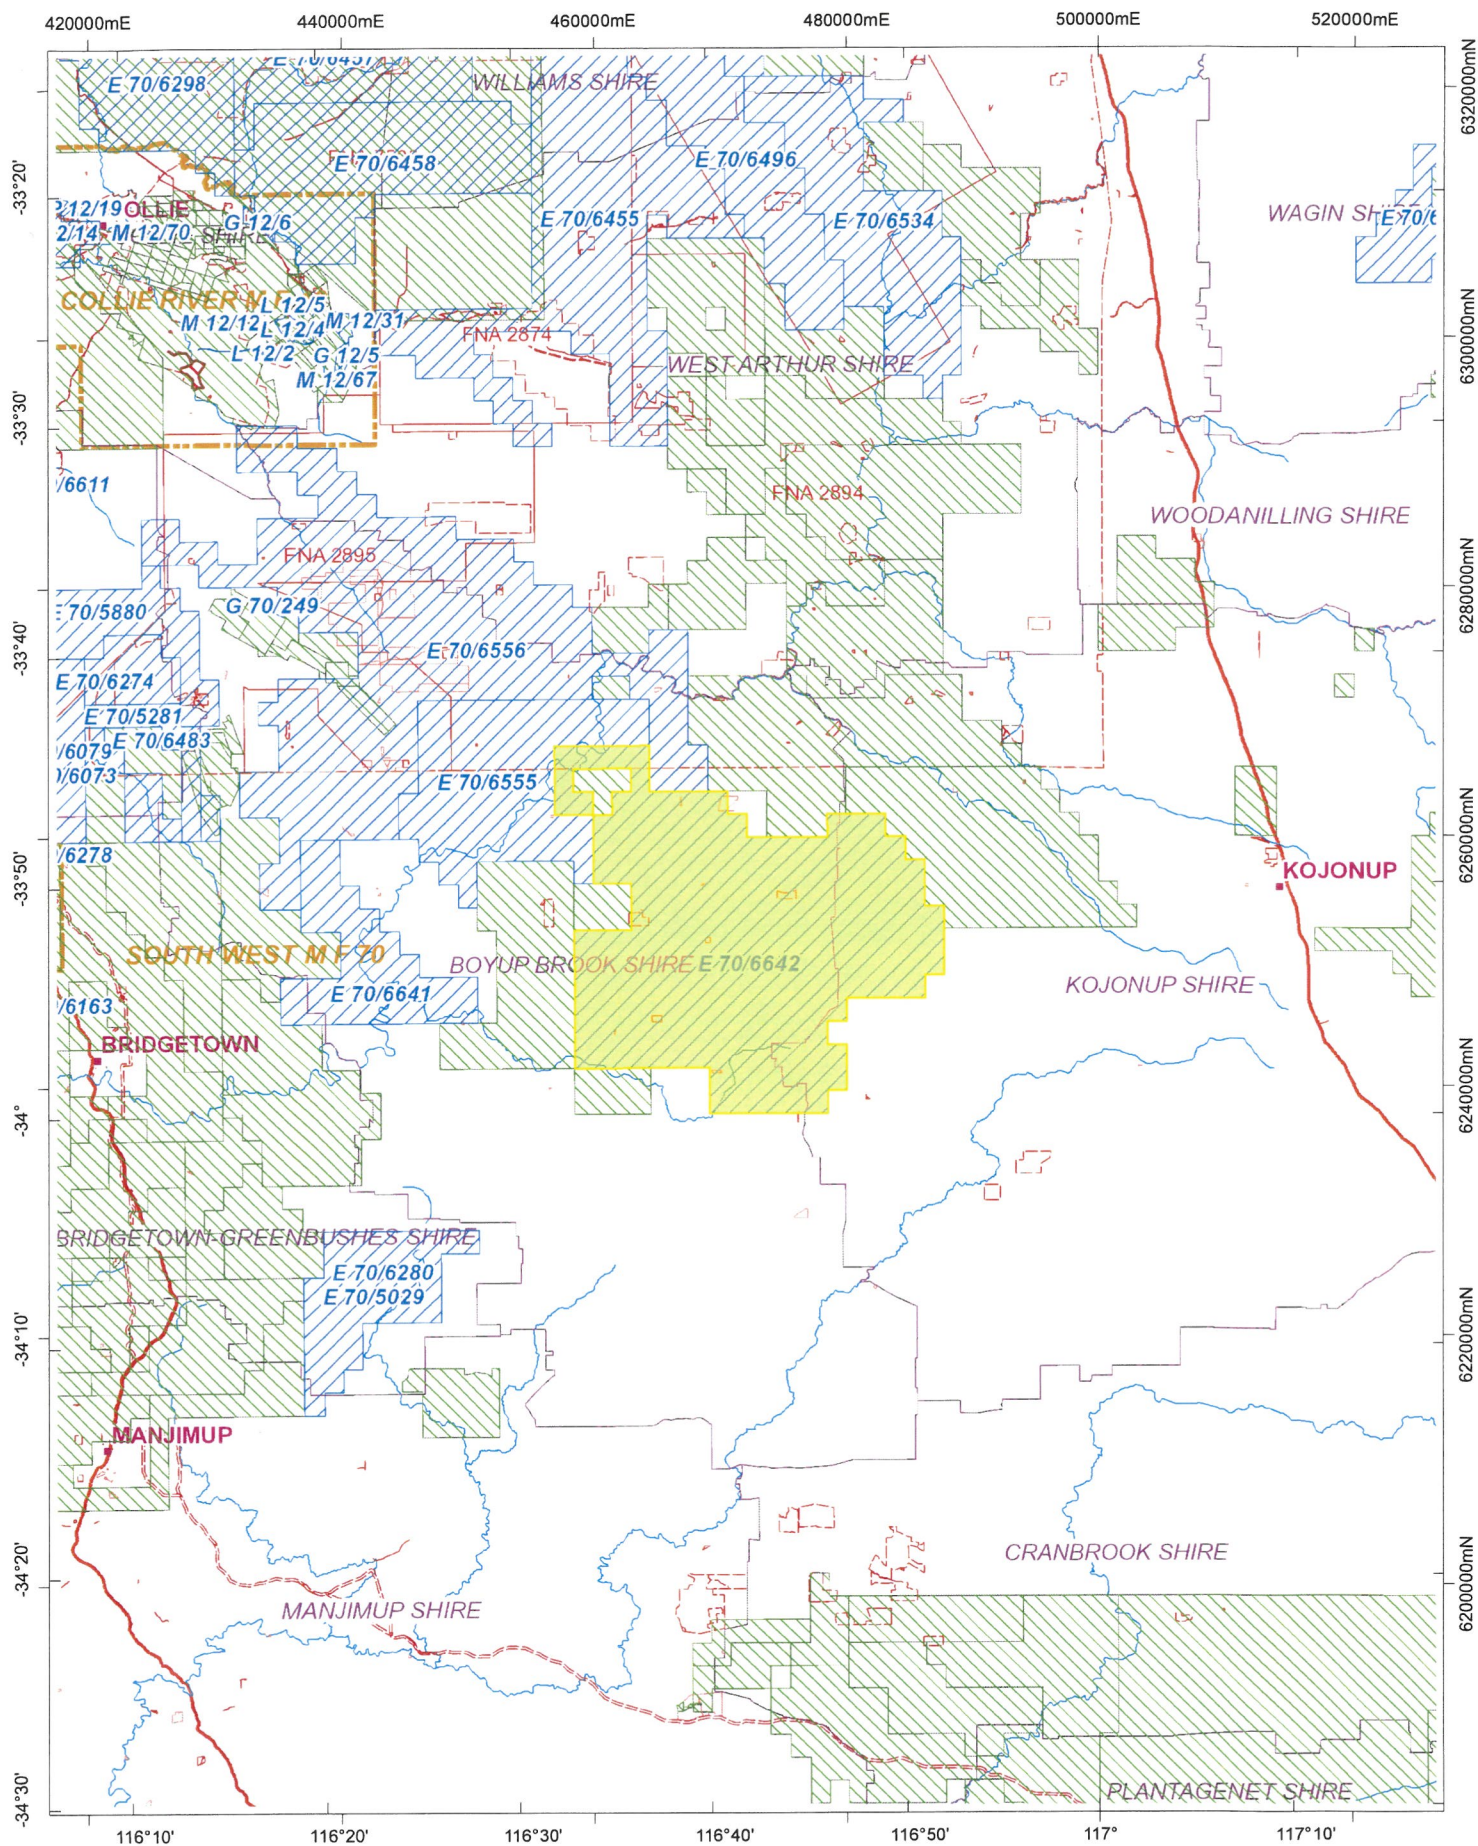 420000mE 440000mE 460000mE 480000mE 500000mE 520000mE
E 70/6298
WILLIAMS SHIRE
6320000mN
E 70/6458
E 70/6496
-33°20'
E 70/6455
E 70/6534
WAGIN
G 12/6
M 12/70
SHIRE
COLLIE RIVER M F
L 12/5
M 12/12
L 12/4
M 12/31
FNA 2874
L 12/2
G 12/5
M 12/67
WEST ARTHUR SHIRE
6300000mN
-33°30'
/6611
FNA 2894
WOODANILLING SHIRE
FNA 2895
6280000mN
E 70/5880
G 70/249
-33°40'
E 70/6556
E 70/6274
E 70/5281
/6079
E 70/6483
/6073
E 70/6555
6260000mN
/6278
-33°50'
KOJONUP
SOUTH WEST M F 70
BOYUP BROOK SHIRE
E 70/6642
KOJONUP SHIRE
E 70/6641
/6163
BRIDGETOWN
6240000mN
-34°
BRIDGETOWN-GREENBUSHES SHIRE
E 70/6280
E 70/5029
-34°10'
6220000mN
MANJIMUP
-34°20'
CRANBROOK SHIRE
6200000mN
MANJIMUP SHIRE
PLANTAGENET SHIRE
-34°30'
116°10' 116°20' 116°30' 116°40' 116°50' 117° 117°10'